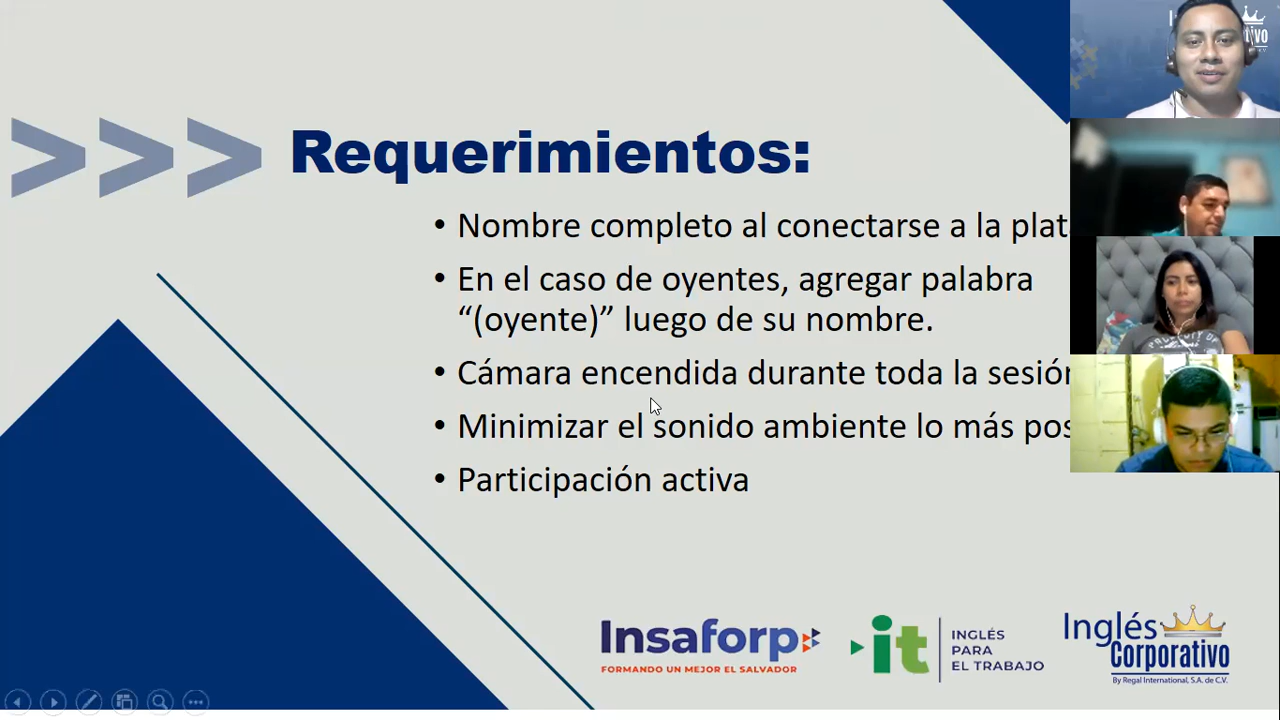 Requerimientos:
• Nombre completo al conectarse a la plat
• En el caso de oyentes, agregar palabra
“(oyente)” luego de su nombre.
• Cámara encendida durante toda la sesión
• Minimizar el sonido ambiente lo más pos
• Participación activa
Insaforp
FORMANDO UN MEJOR EL SALVADOR
it
INGLÉS
PARA
EL TRABAJO
Inglés
Corporativo
By Regal International, S.A. de C.V.